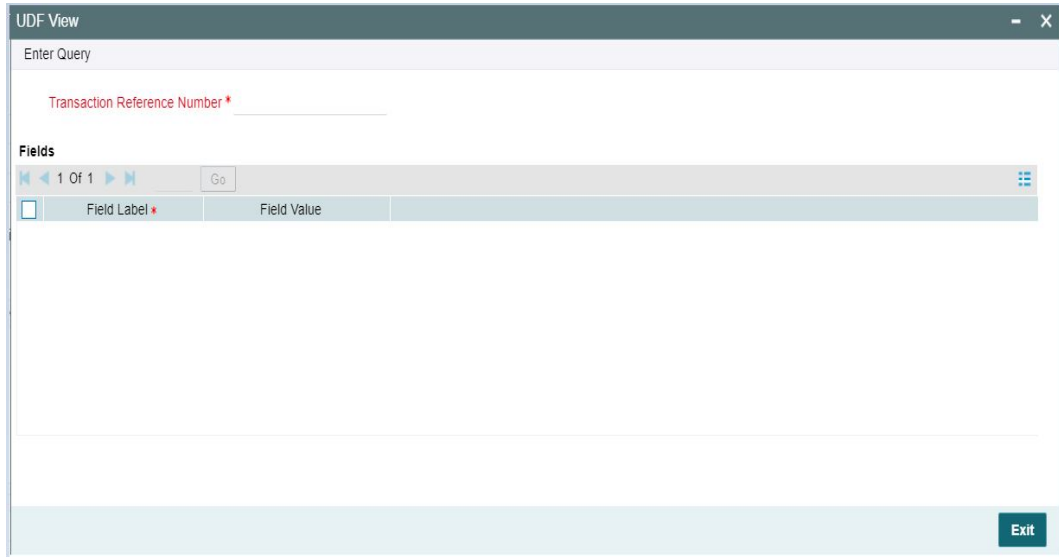 UDF View
Enter Query
Transaction Reference Number *
Fields
1 Of 1 Go
Field Label * Field Value
Exit